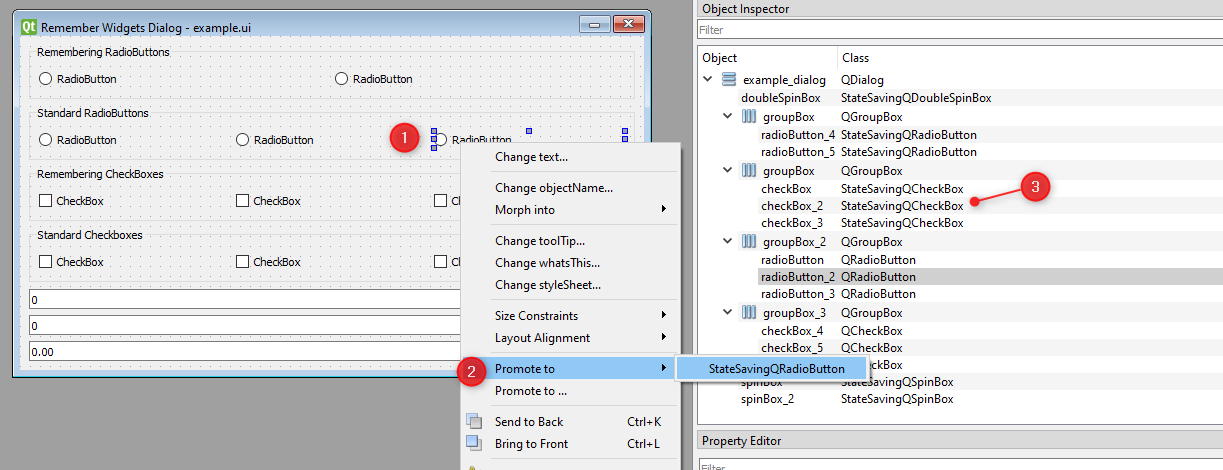 Qt Remember Widgets Dialog - example.ui
Remembering RadioButtons
RadioButton RadioButton
Standard RadioButtons
RadioButton RadioButton 1 RadioButton
Remembering CheckBoxes
CheckBox CheckBox
Standard Checkboxes
CheckBox CheckBox
0
0
0.00
Change text...
Change objectName...
Morph into
Change toolTip...
Change whatsThis...
Change styleSheet...
Size Constraints
Layout Alignment
2 Promote to
StateSavingQRadioButton
Promote to ...
Send to Back Ctrl+K
Bring to Front Ctrl+L
Object Inspector
Filter
Object Class
example_dialog QDialog
doubleSpinBox StateSavingQDoubleSpinBox
groupBox QGroupBox
radioButton_4 StateSavingQRadioButton
radioButton_5 StateSavingQRadioButton
groupBox QGroupBox
checkBox StateSavingQCheckBox
checkBox_2 StateSavingQCheckBox 3
checkBox_3 StateSavingQCheckBox
groupBox_2 QGroupBox
radioButton QRadioButton
radioButton_2 QRadioButton
radioButton_3 QRadioButton
groupBox_3 QGroupBox
checkBox_4 QCheckBox
checkBox_5 QCheckBox
spinBox StateSavingQSpinBox
spinBox_2 StateSavingQSpinBox
Property Editor
Filter